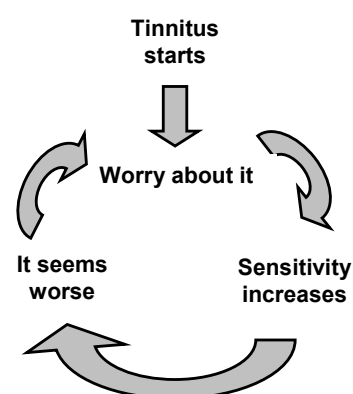 Tinnitus
starts
Worry about it
Sensitivity
increases
It seems
worse